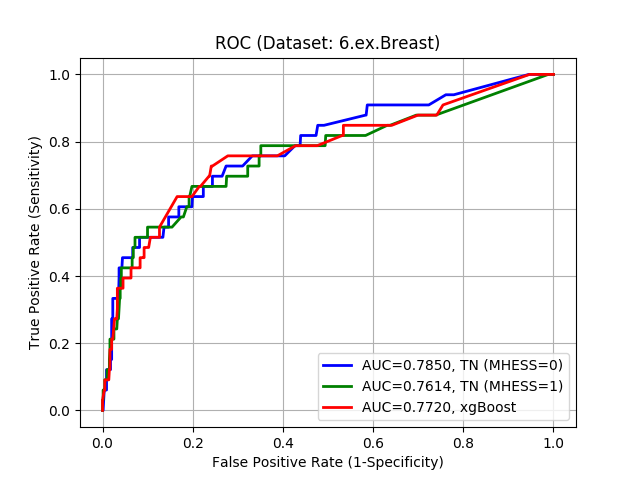 ROC (Dataset: 6.ex.Breast)
1.0
0.8
0.6
0.4
0.2
0.0
True Positive Rate (Sensitivity)
AUC=0.7850, TN (MHESS=0)
AUC=0.7614, TN (MHESS=1)
AUC=0.7720, xgBoost
0.0 0.2 0.4 0.6 0.8 1.0
False Positive Rate (1-Specificity)